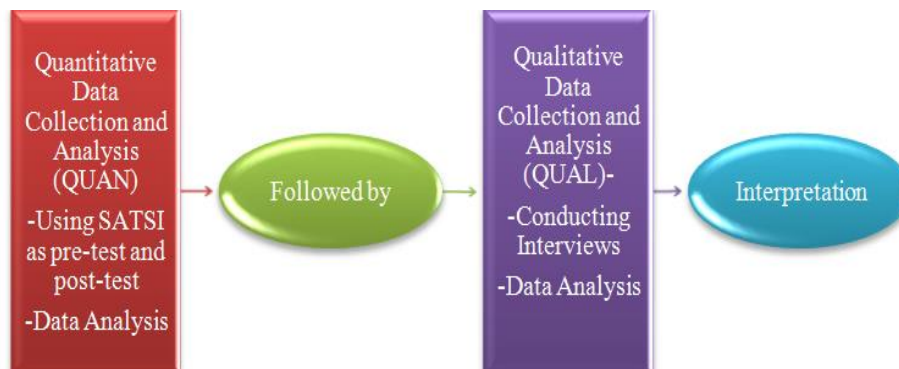 Quantitative
Data
Collection and
Analysis
(QUAN)
-Using SATSI
as pre-test and
post-test
-Data Analysis
Followed by
Qualitative
Data
Collection and
Analysis
(QUAL)-
-Conducting
Interviews
-Data Analysis
Interpretation